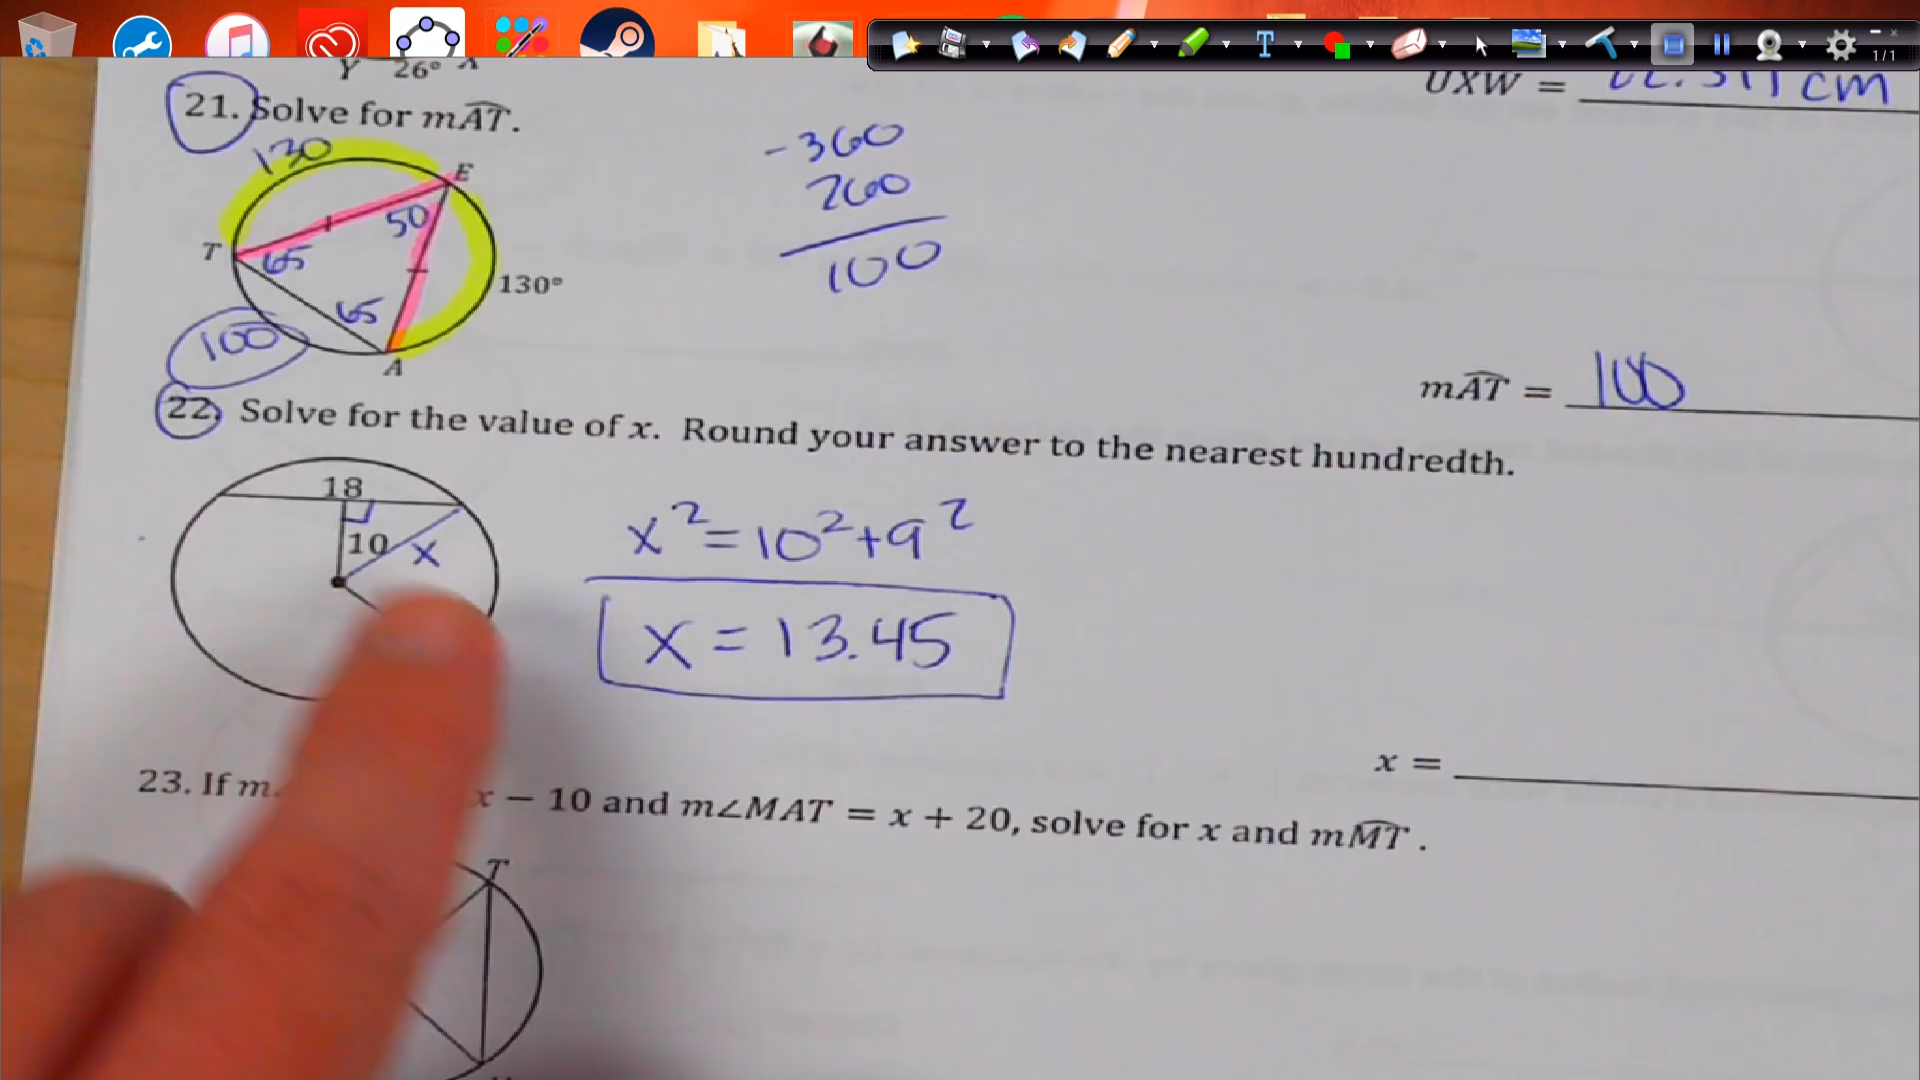 1/1
Y 26°
UXW = cm
21. Solve for mAT.
130
E
50
T
65
65
130°
100
A
-360
260
100
mAT = 100
22. Solve for the value of x. Round your answer to the nearest hundredth.
18
10
x
x² = 10² + 9²
x = 13.45
x =
23. If m x − 10 and m∠MAT = x + 20, solve for x and mMT .
T